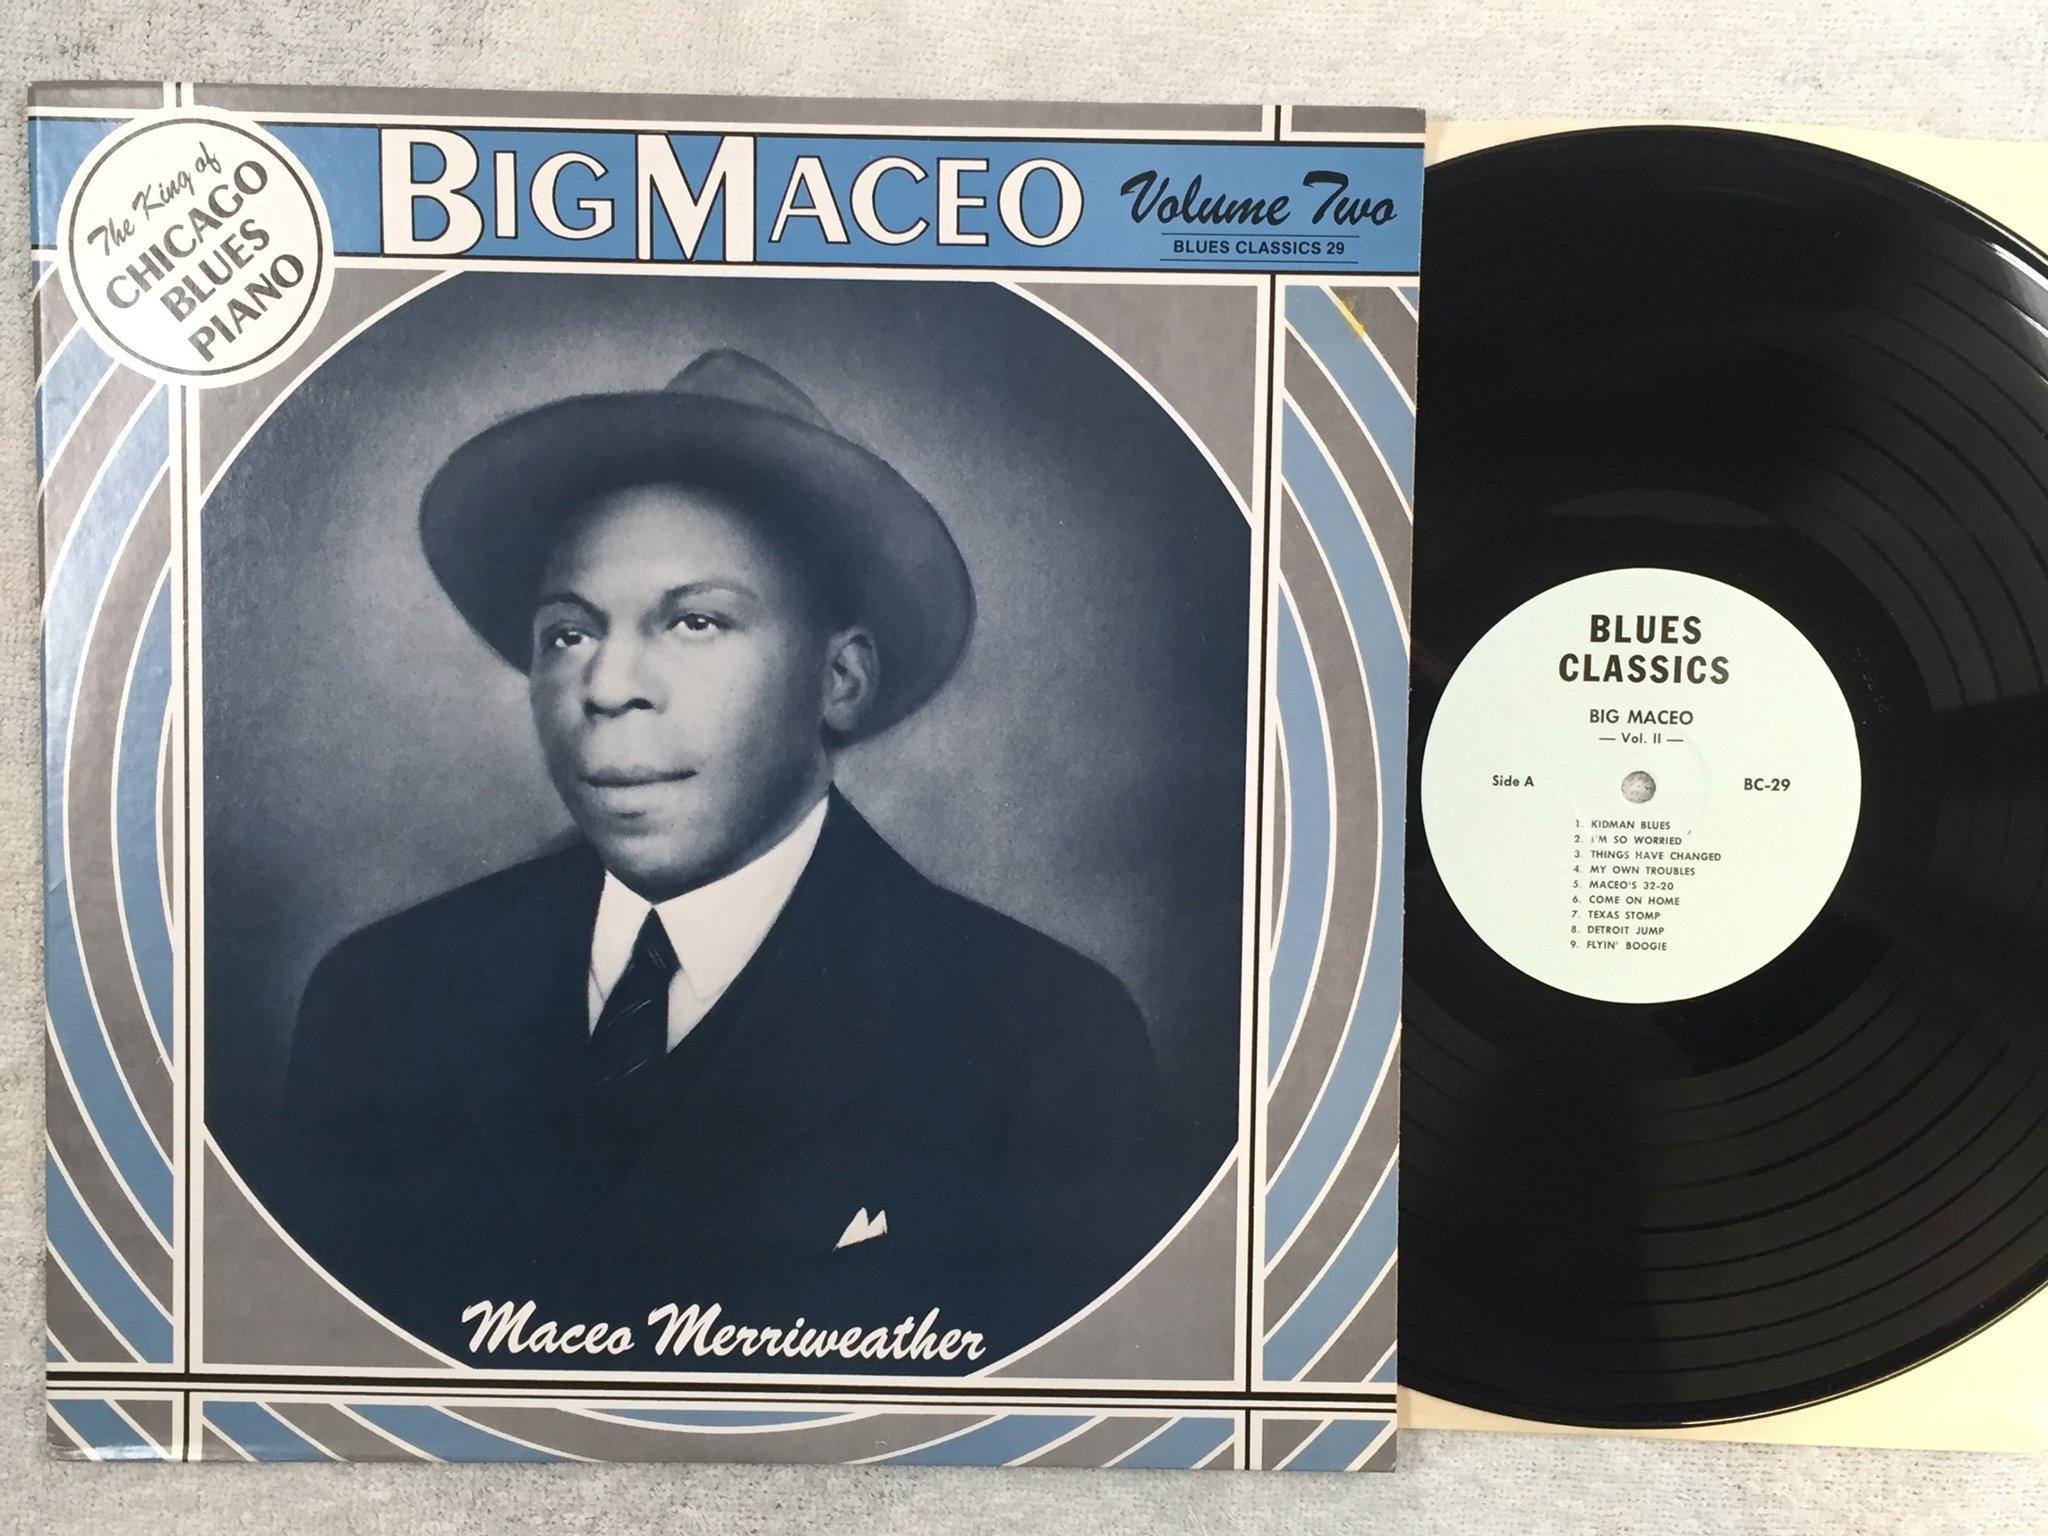 The King of
CHICAGO
BLUES
PIANO
BIG MACEO
Volume Two
BLUES CLASSICS 29
Maceo Merriweather
BLUES
CLASSICS
BIG MACEO
— Vol. II —
Side A
BC-29
1. KIDMAN BLUES
2. I'M SO WORRIED
3. THINGS HAVE CHANGED
4. MY OWN TROUBLES
5. MACEO'S 32-20
6. COME ON HOME
7. TEXAS STOMP
8. DETROIT JUMP
9. FLYIN' BOOGIE